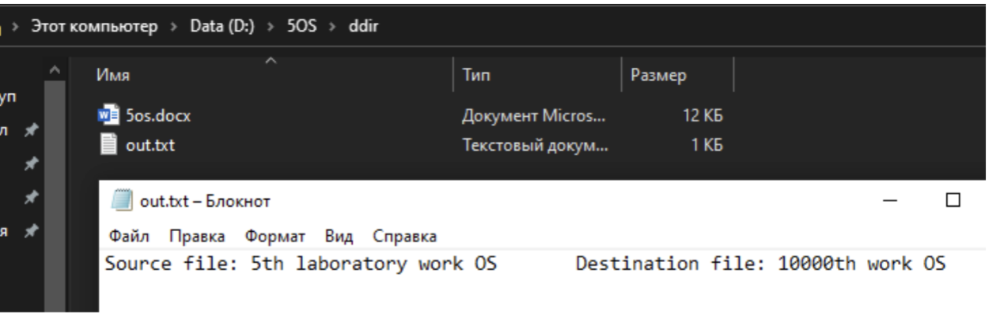 › Этот компьютер › Data (D:) › 5OS › ddir
Имя Тип Размер
5os.docx Документ Micros... 12 КБ
out.txt Текстовый докум... 1 КБ
out.txt – Блокнот
Файл Правка Формат Вид Справка
Source file: 5th laboratory work OS Destination file: 10000th work OS